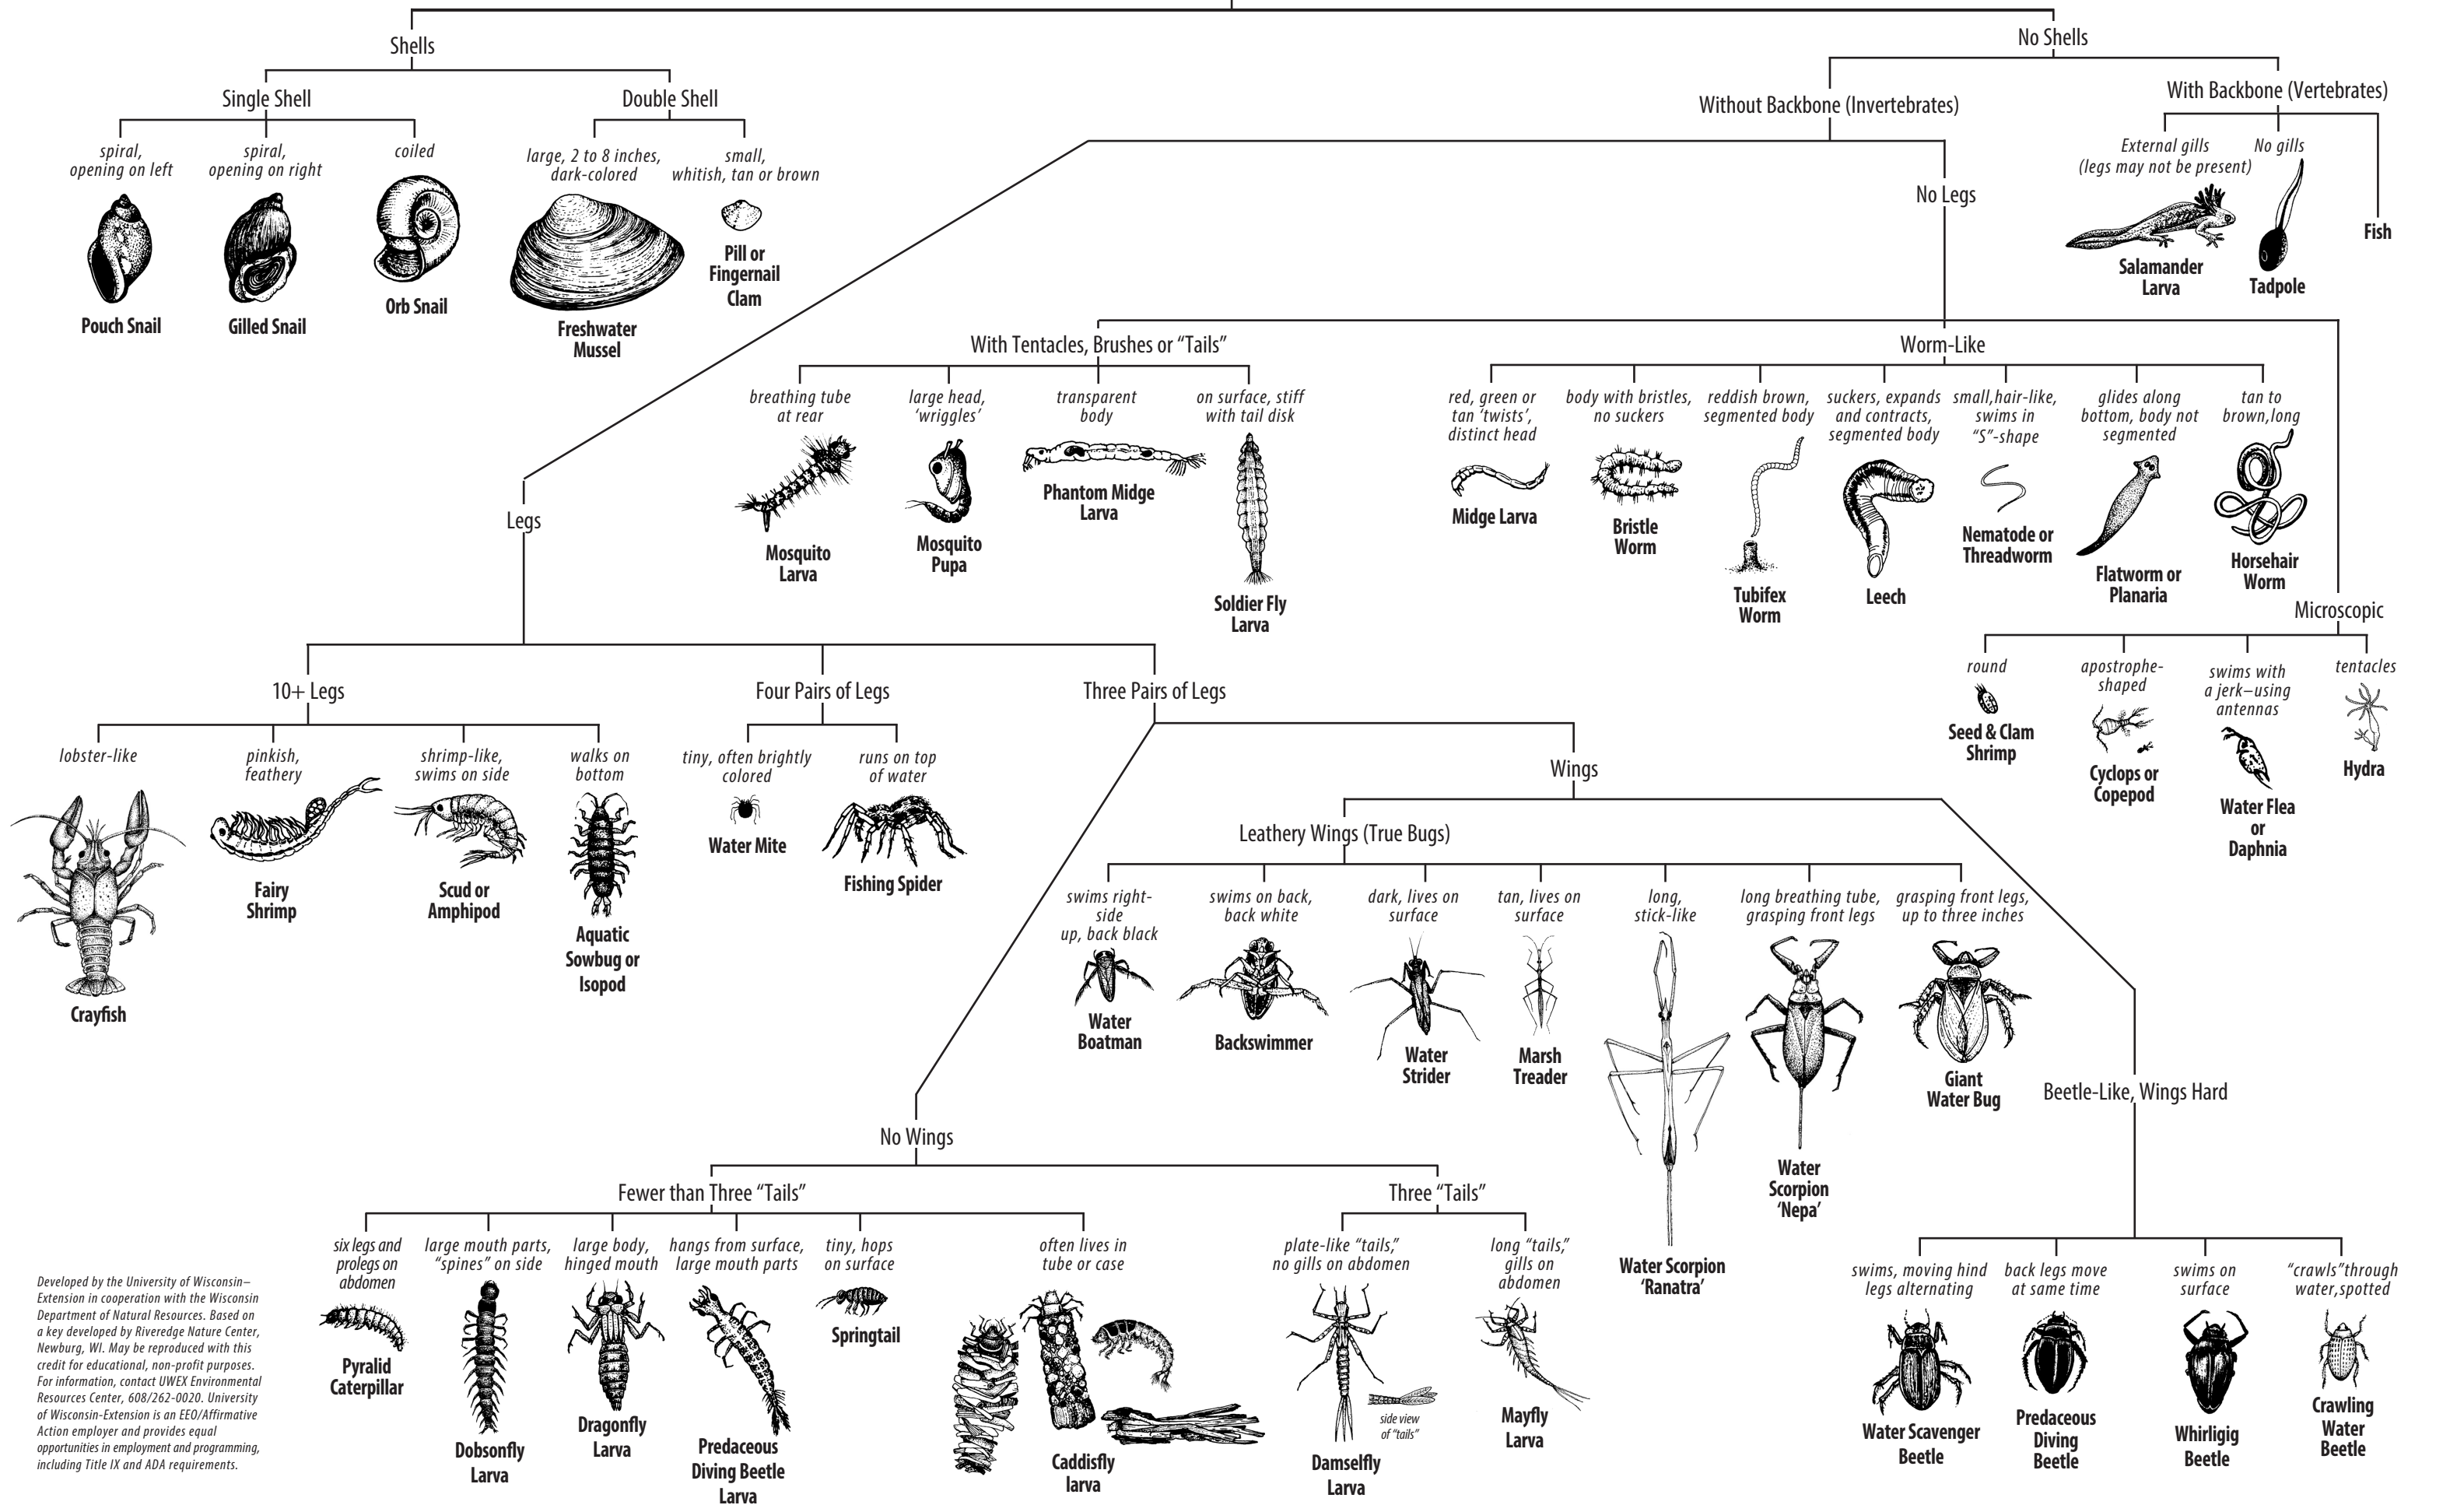 Shells
No Shells
Single Shell
Double Shell
Without Backbone (Invertebrates)
With Backbone (Vertebrates)
spiral,
opening on left
Pouch Snail
spiral,
opening on right
Gilled Snail
coiled
Orb Snail
large, 2 to 8 inches,
dark-colored
Freshwater
Mussel
small,
whitish, tan or brown
Pill or
Fingernail
Clam
External gills
(legs may not be present)
Salamander
Larva
No gills
Tadpole
Fish
No Legs
With Tentacles, Brushes or “Tails”
breathing tube
at rear
Mosquito
Larva
large head,
‘wriggles’
Mosquito
Pupa
transparent
body
Phantom Midge
Larva
on surface, stiff
with tail disk
Soldier Fly
Larva
Worm-Like
red, green or
tan ‘twists’,
distinct head
Midge Larva
body with bristles,
no suckers
Bristle
Worm
reddish brown,
segmented body
Tubifex
Worm
suckers, expands
and contracts,
segmented body
Leech
small,hair-like,
swims in
“S”-shape
Nematode or
Threadworm
glides along
bottom, body not
segmented
Flatworm or
Planaria
tan to
brown,long
Horsehair
Worm
Microscopic
round
Seed & Clam
Shrimp
apostrophe-
shaped
Cyclops or
Copepod
swims with
a jerk–using
antennas
Water Flea
or
Daphnia
tentacles
Hydra
Legs
10+ Legs
lobster-like
Crayfish
pinkish,
feathery
Fairy
Shrimp
shrimp-like,
swims on side
Scud or
Amphipod
walks on
bottom
Aquatic
Sowbug or
Isopod
Four Pairs of Legs
tiny, often brightly
colored
Water Mite
runs on top
of water
Fishing Spider
Three Pairs of Legs
Wings
Leathery Wings (True Bugs)
swims right-
side
up, back black
Water
Boatman
swims on back,
back white
Backswimmer
dark, lives on
surface
Water
Strider
tan, lives on
surface
Marsh
Treader
long,
stick-like
Water Scorpion
‘Ranatra’
long breathing tube,
grasping front legs
Water
Scorpion
‘Nepa’
grasping front legs,
up to three inches
Giant
Water Bug
Beetle-Like, Wings Hard
swims, moving hind
legs alternating
Water Scavenger
Beetle
back legs move
at same time
Predaceous
Diving
Beetle
swims on
surface
Whirligig
Beetle
“crawls”through
water,spotted
Crawling
Water
Beetle
No Wings
Fewer than Three “Tails”
six legs and
prolegs on
abdomen
Pyralid
Caterpillar
large mouth parts,
“spines” on side
Dobsonfly
Larva
large body,
hinged mouth
Dragonfly
Larva
hangs from surface,
large mouth parts
Predaceous
Diving Beetle
Larva
tiny, hops
on surface
Springtail
often lives in
tube or case
Caddisfly
larva
Three “Tails”
plate-like “tails,”
no gills on abdomen
side view
of “tails”
Damselfly
Larva
long “tails,”
gills on
abdomen
Mayfly
Larva
Developed by the University of Wisconsin–
Extension in cooperation with the Wisconsin
Department of Natural Resources. Based on
a key developed by Riveredge Nature Center,
Newburg, WI. May be reproduced with this
credit for educational, non-profit purposes.
For information, contact UWEX Environmental
Resources Center, 608/262-0020. University
of Wisconsin-Extension is an EEO/Affirmative
Action employer and provides equal
opportunities in employment and programming,
including Title IX and ADA requirements.